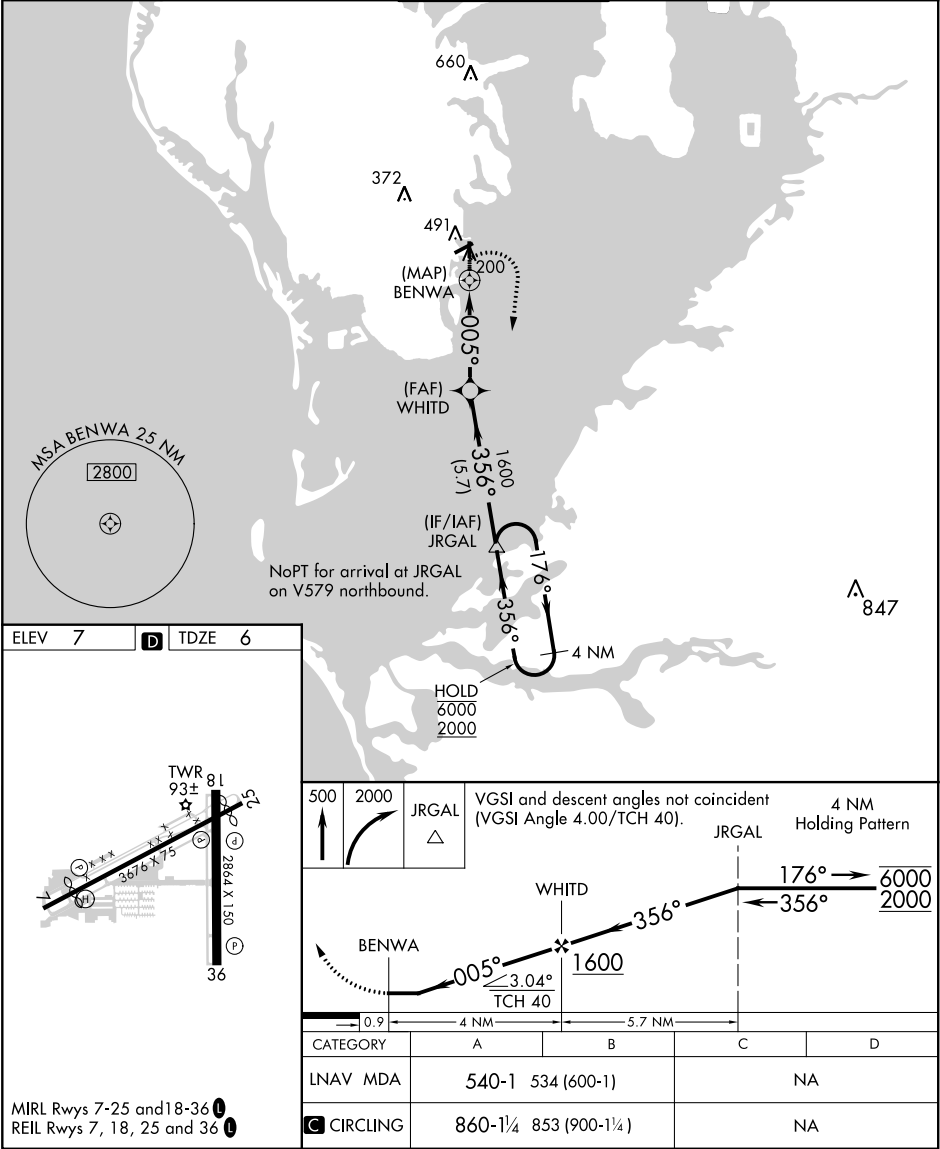 660
372
491
200
(MAP)
BENWA
005°
(FAF)
WHITD
1600
(5.7)
356°
(IF/IAF)
JRGAL
176°
356°
4 NM
HOLD
6000
2000
847
MSA BENWA 25 NM
2800
NoPT for arrival at JRGAL
on V579 northbound.
ELEV 7 D TDZE 6
TWR
93±
18
25
7
36
3676 X 75
2864 X 150
P
P
P
P
H
MIRL Rwys 7-25 and18-36 L
REIL Rwys 7, 18, 25 and 36 L
500 2000 JRGAL
VGSI and descent angles not coincident
(VGSI Angle 4.00/TCH 40).
4 NM
Holding Pattern
JRGAL
176° 6000
356° 2000
WHITD
356°
1600
BENWA
005°
3.04°
TCH 40
0.9 4 NM 5.7 NM
CATEGORY A B C D
LNAV MDA 540-1 534 (600-1) NA
C CIRCLING 860-1¼ 853 (900-1¼) NA